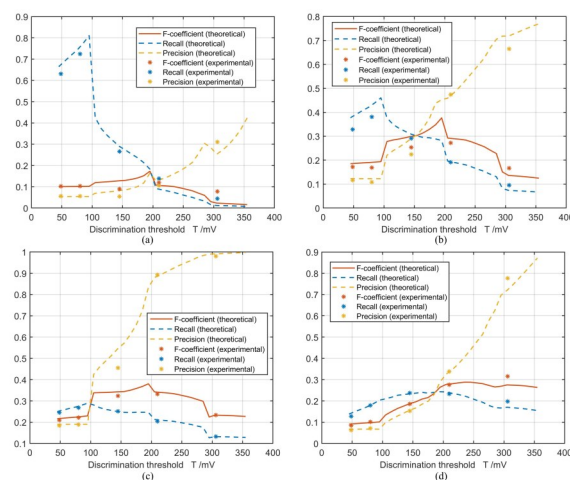 (a)
0.9
0.8
0.7
0.6
0.5
0.4
0.3
0.2
0.1
0
0 50 100 150 200 250 300 350 400
Discrimination threshold T /mV
F-coefficient (theoretical)
Recall (theoretical)
Precision (theoretical)
F-coefficient (experimental)
Recall (experimental)
Precision (experimental)
(a)
(b)
0.8
0.7
0.6
0.5
0.4
0.3
0.2
0.1
0
0 50 100 150 200 250 300 350 400
Discrimination threshold T /mV
F-coefficient (theoretical)
Recall (theoretical)
Precision (theoretical)
F-coefficient (experimental)
Recall (experimental)
Precision (experimental)
(b)
(c)
1
0.9
0.8
0.7
0.6
0.5
0.4
0.3
0.2
0.1
0 50 100 150 200 250 300 350 400
Discrimination threshold T /mV
F-coefficient (theoretical)
Recall (theoretical)
Precision (theoretical)
F-coefficient (experimental)
Recall (experimental)
Precision (experimental)
(c)
(d)
0.9
0.8
0.7
0.6
0.5
0.4
0.3
0.2
0.1
0
0 50 100 150 200 250 300 350 400
Discrimination threshold T /mV
F-coefficient (theoretical)
Recall (theoretical)
Precision (theoretical)
F-coefficient (experimental)
Recall (experimental)
Precision (experimental)
(d)